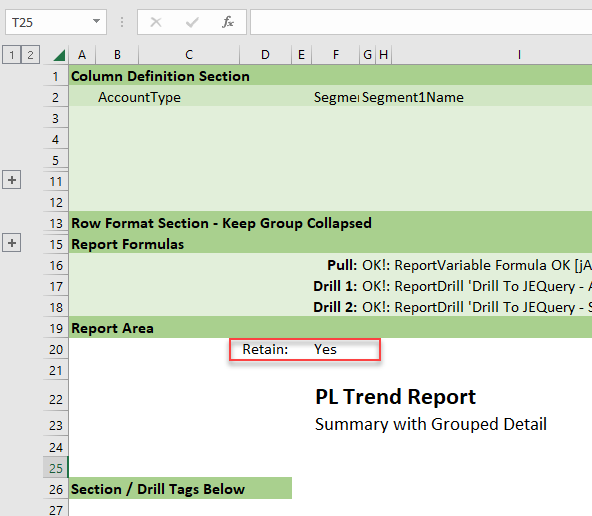 T25
fx
1 2 A B C D E F G H I
1 Column Definition Section
2 AccountType Segme Segment1Name
3
4
5
11
12
13 Row Format Section - Keep Group Collapsed
15 Report Formulas
16 Pull: OK!: ReportVariable Formula OK [jA
17 Drill 1: OK!: ReportDrill 'Drill To JEQuery - A
18 Drill 2: OK!: ReportDrill 'Drill To JEQuery - S
19 Report Area
20 Retain: Yes
21
22 PL Trend Report
23 Summary with Grouped Detail
24
25
26 Section / Drill Tags Below
27